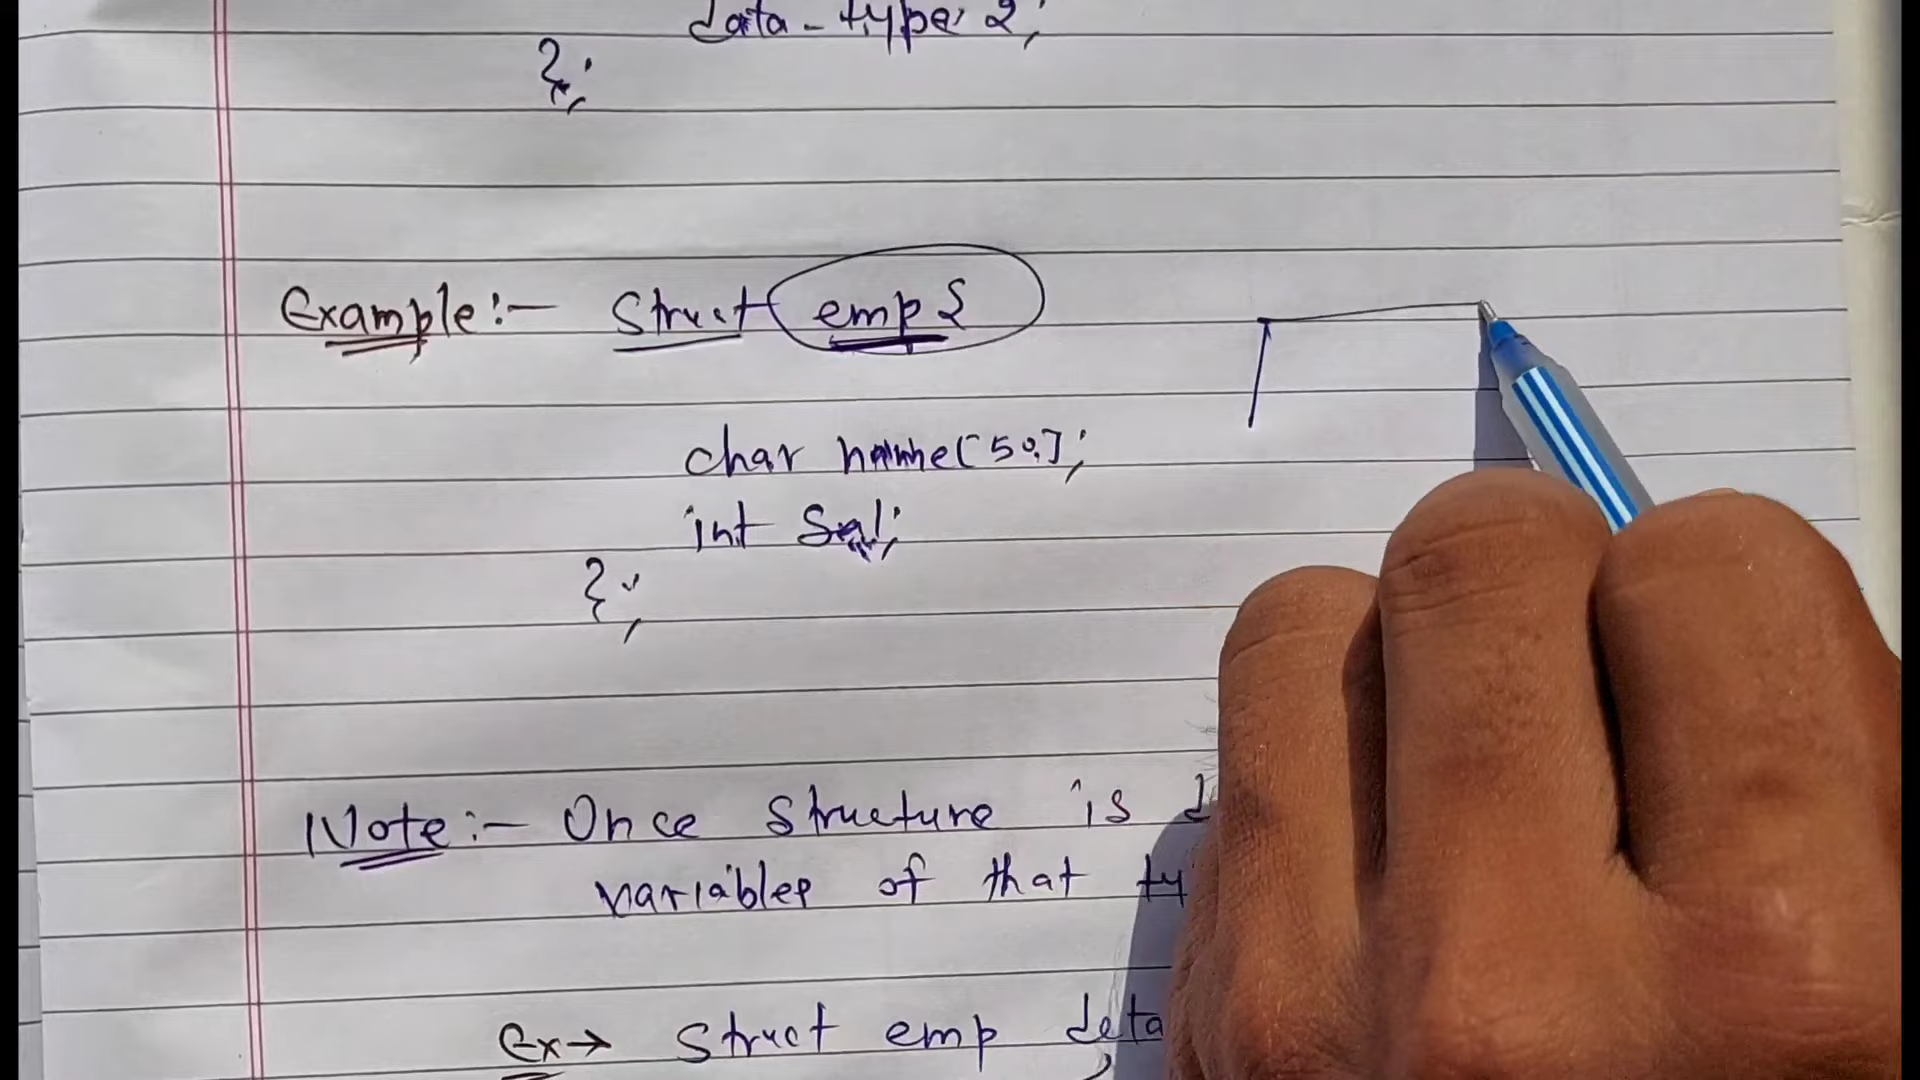 data-type 2;
};
Example:- Struct emp {
char name[50];
int Sal;
};
Note:- Once structure is
variables of that
Ex→ Struct emp